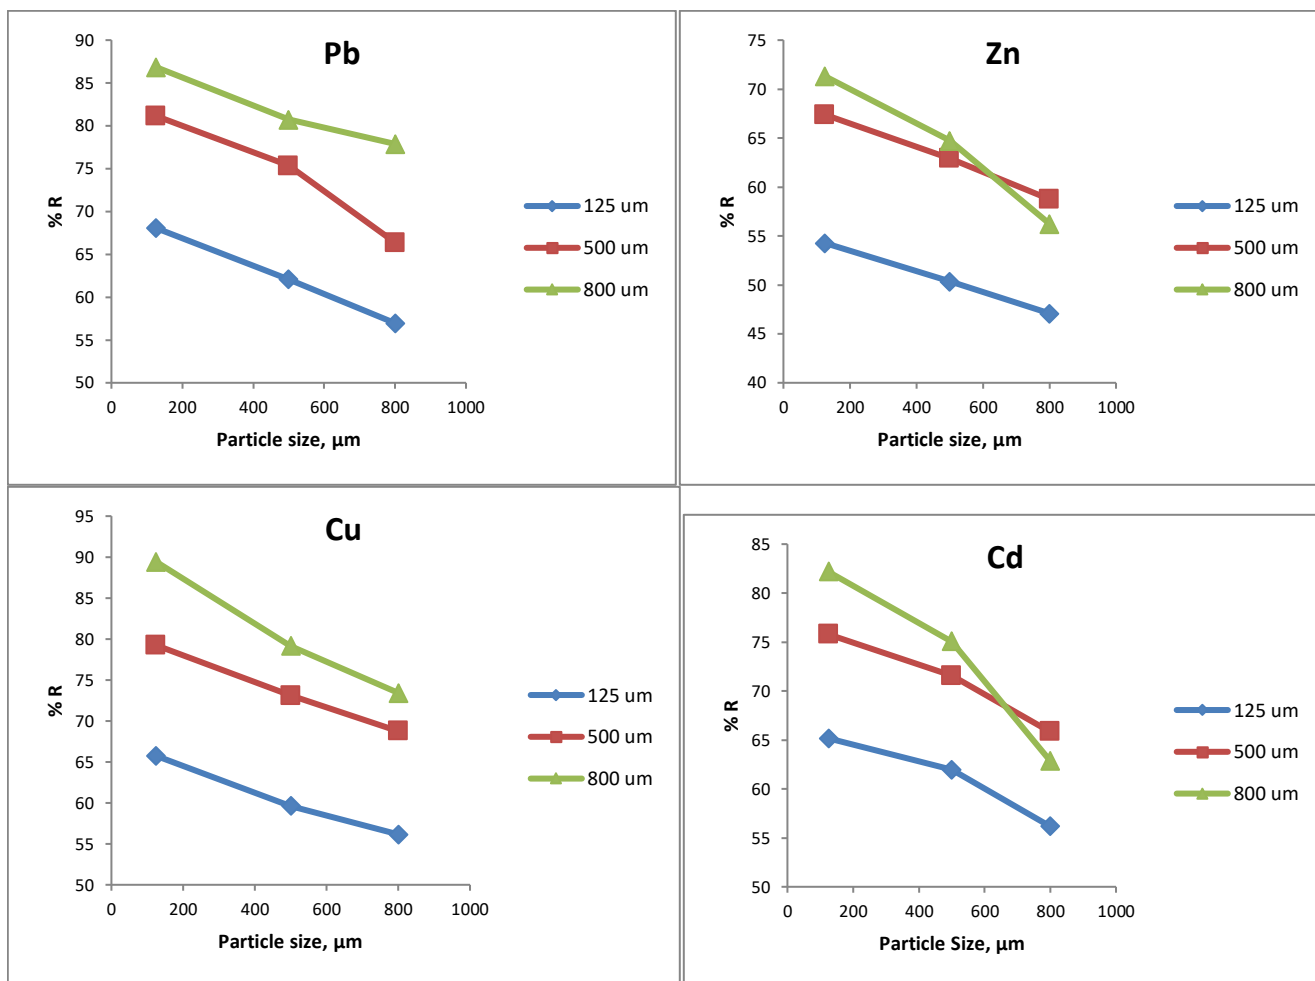 Pb
90
85
80
75
70
65
60
55
50
% R
0 200 400 600 800 1000
Particle size, µm
125 um
500 um
800 um
Zn
75
70
65
60
55
50
45
40
% R
0 200 400 600 800 1000
Particle size, µm
125 um
500 um
800 um
Cu
95
90
85
80
75
70
65
60
55
50
% R
0 200 400 600 800 1000
Particle size, µm
125 um
500 um
800 um
Cd
85
80
75
70
65
60
55
50
% R
0 200 400 600 800 1000
Particle Size, µm
125 um
500 um
800 um